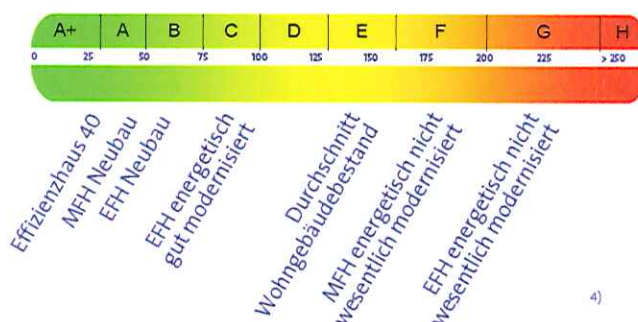 A+ A B C D E F G H
0 25 50 75 100 125 150 175 200 225 > 250
Effizienzhaus 40
MFH Neubau
EFH Neubau
EFH energetisch
gut modernisiert
Durchschnitt
Wohngebäudebestand
MFH energetisch nicht
wesentlich modernisiert
EFH energetisch nicht
wesentlich modernisiert
4)